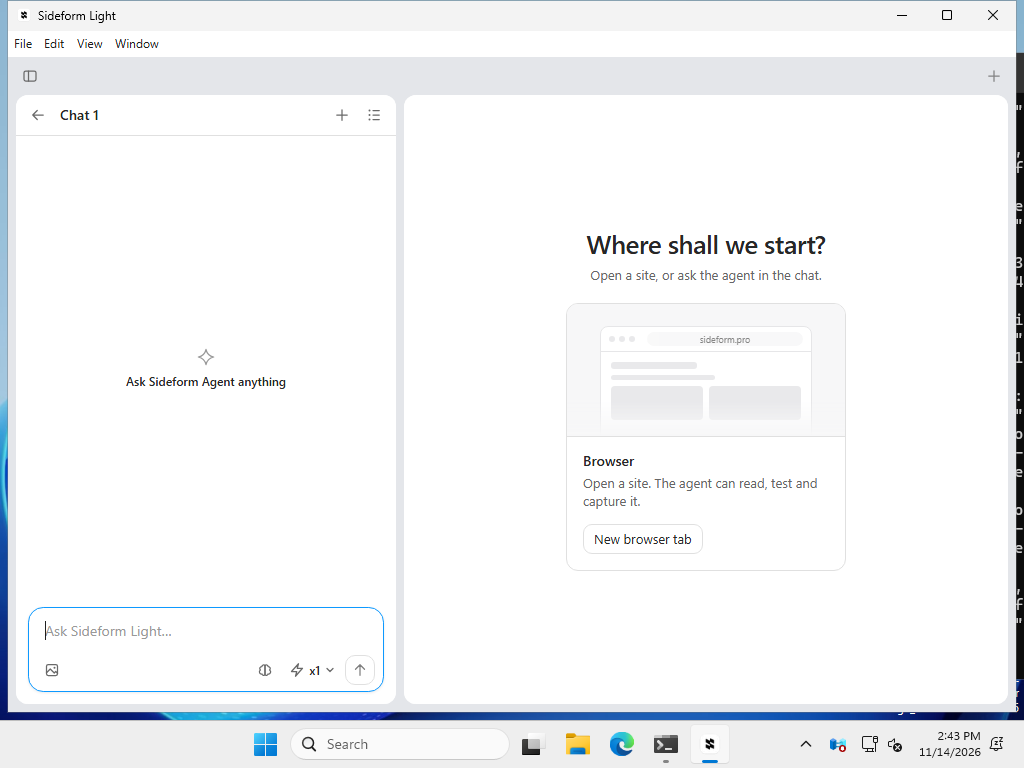 Sideform Light
File Edit View Window
Chat 1
Ask Sideform Agent anything
Ask Sideform Light...
x1
Where shall we start?
Open a site, or ask the agent in the chat.
sideform.pro
Browser
Open a site. The agent can read, test and
capture it.
New browser tab
Search
2:43 PM
11/14/2026